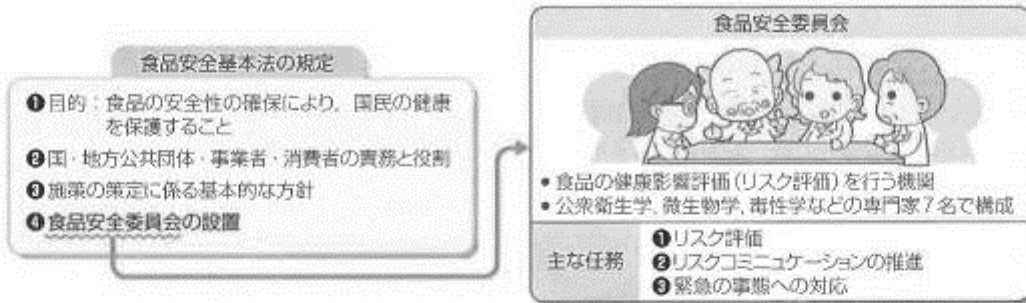 食品安全基本法の規定
❶目的：食品の安全性の確保により，国民の健康
を保護すること
❷国・地方公共団体・事業者・消費者の責務と役割
❸施策の策定に係る基本的な方針
❹食品安全委員会の設置
食品安全委員会
• 食品の健康影響評価（リスク評価）を行う機関
• 公衆衛生学，微生物学，毒性学などの専門家7名で構成
主な任務
❶リスク評価
❷リスクコミュニケーションの推進
❸緊急の事態への対応